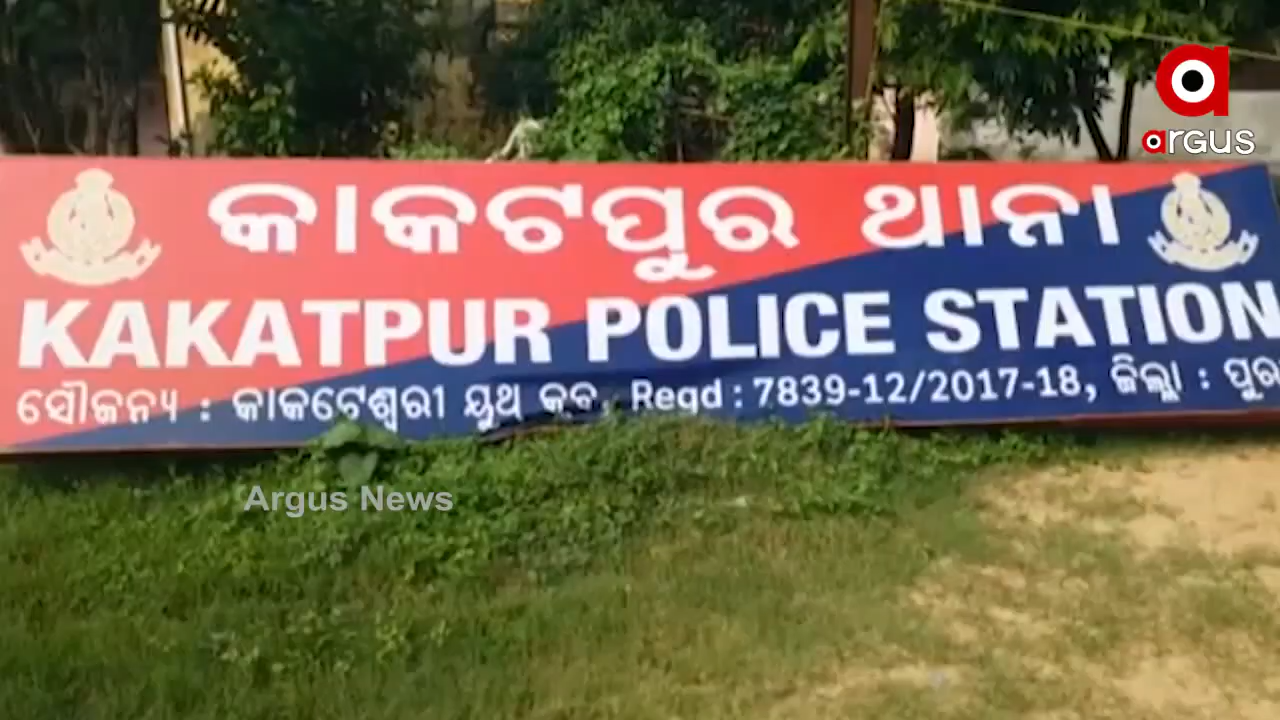 argus
କାକଟପୁର ଥାନା
KAKATPUR POLICE STATION
ସୌଜନ୍ୟ : କାକଟେଶ୍ୱରୀ ୟୁଥ୍ କ୍ଲବ, Regd : 7839-12/2017-18, ଜିଲ୍ଲା :
Argus News